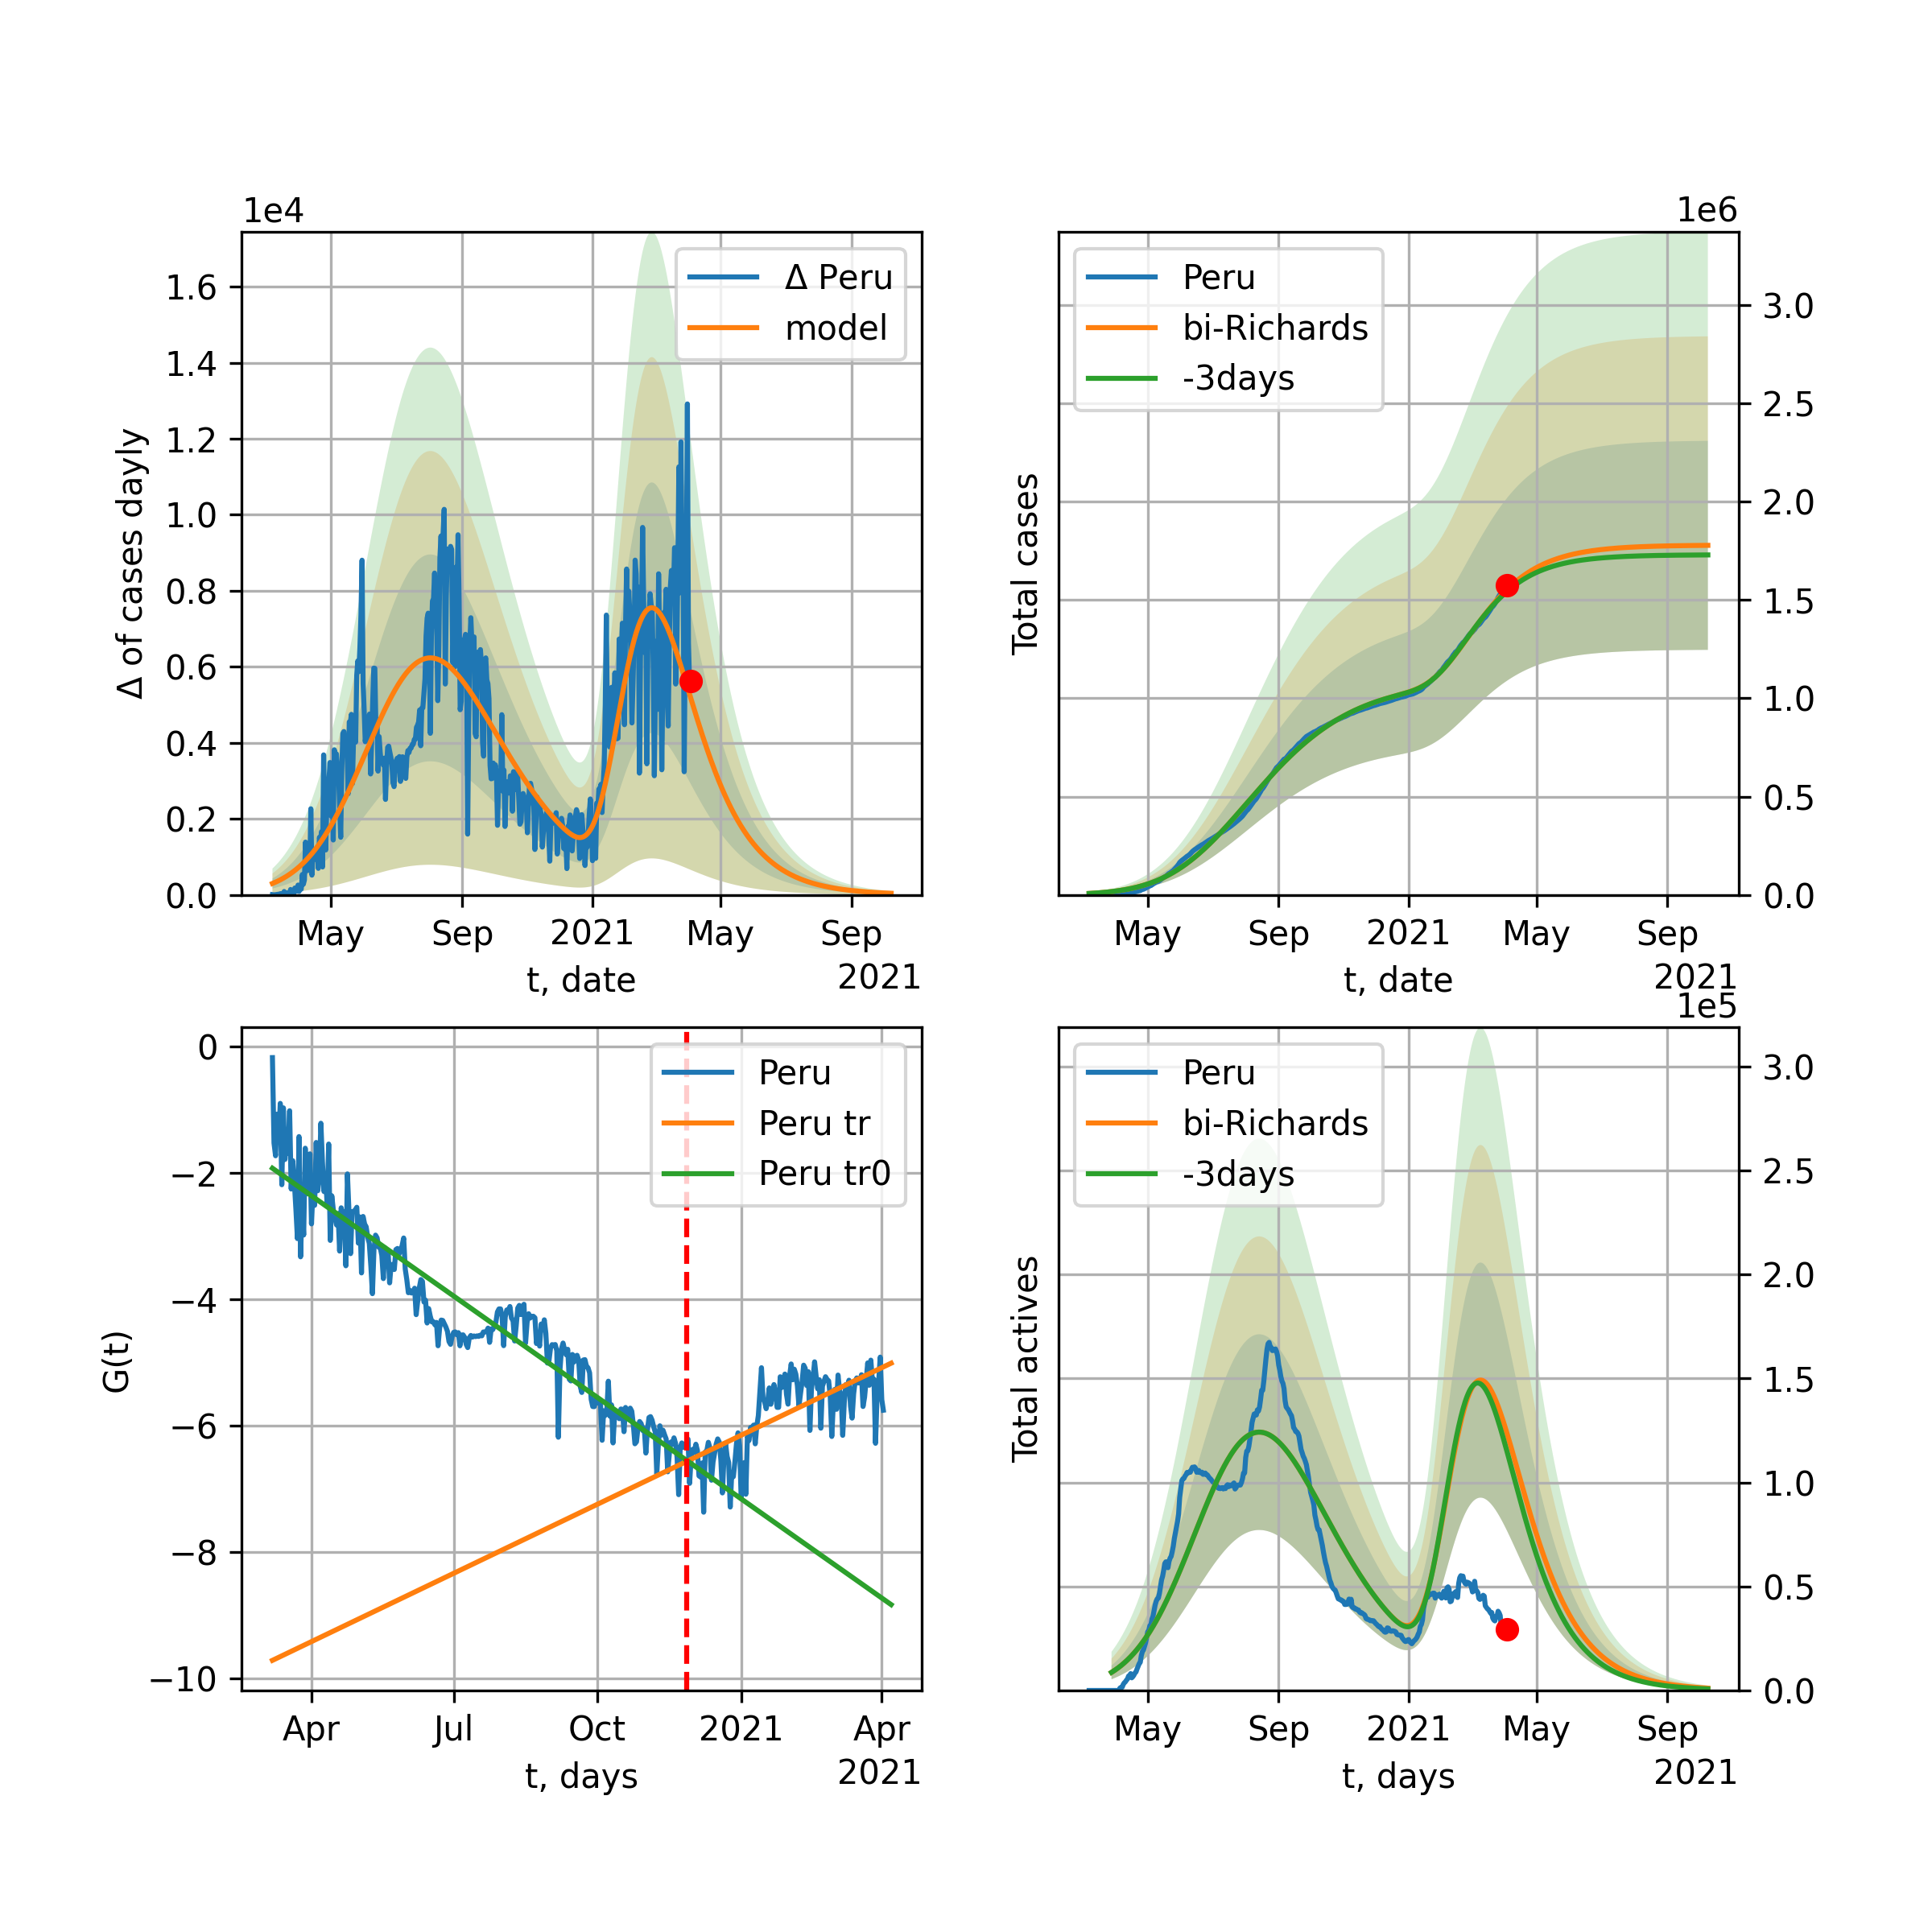 1e4
Δ of cases dayly
1.6
1.4
1.2
1.0
0.8
0.6
0.4
0.2
0.0
Δ Peru
model
May Sep 2021 May Sep
t, date
2021
1e6
Total cases
Peru
bi-Richards
-3days
3.0
2.5
2.0
1.5
1.0
0.5
0.0
May Sep 2021 May Sep
t, date
2021
G(t)
0
−2
−4
−6
−8
−10
Peru
Peru tr
Peru tr0
Apr Jul Oct 2021 Apr
t, days
2021
1e5
Total actives
Peru
bi-Richards
-3days
3.0
2.5
2.0
1.5
1.0
0.5
0.0
May Sep 2021 May Sep
t, days
2021